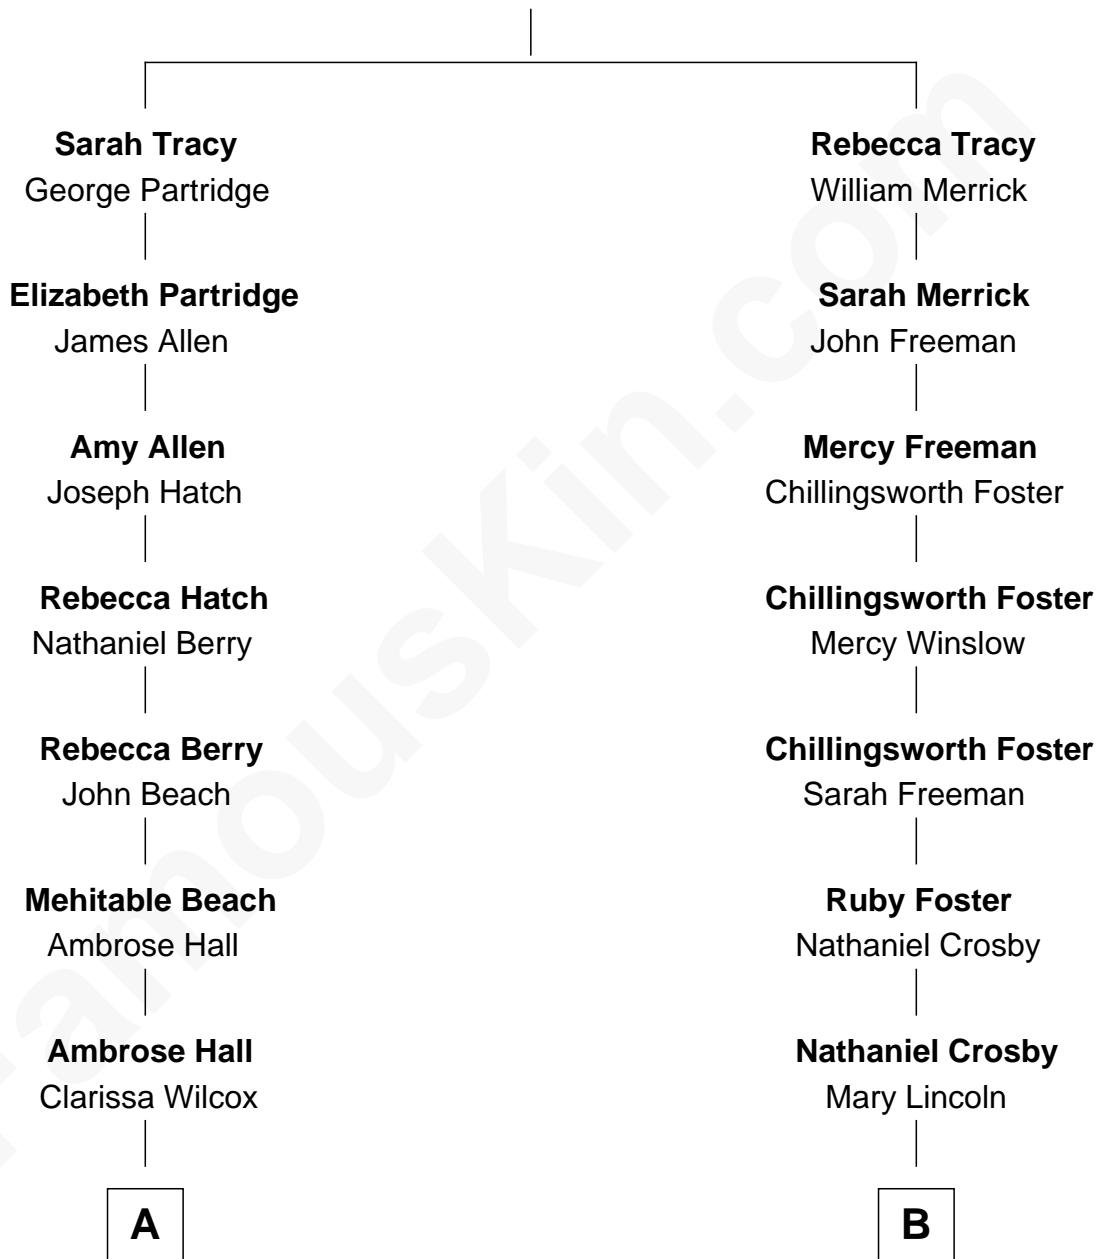 Sarah Tracy
George Partridge
Elizabeth Partridge
James Allen
Amy Allen
Joseph Hatch
Rebecca Hatch
Nathaniel Berry
Rebecca Berry
John Beach
Mehitable Beach
Ambrose Hall
Ambrose Hall
Clarissa Wilcox
A
Rebecca Tracy
William Merrick
Sarah Merrick
John Freeman
Mercy Freeman
Chillingsworth Foster
Chillingsworth Foster
Mercy Winslow
Chillingsworth Foster
Sarah Freeman
Ruby Foster
Nathaniel Crosby
Nathaniel Crosby
Mary Lincoln
B
FamousKin.com